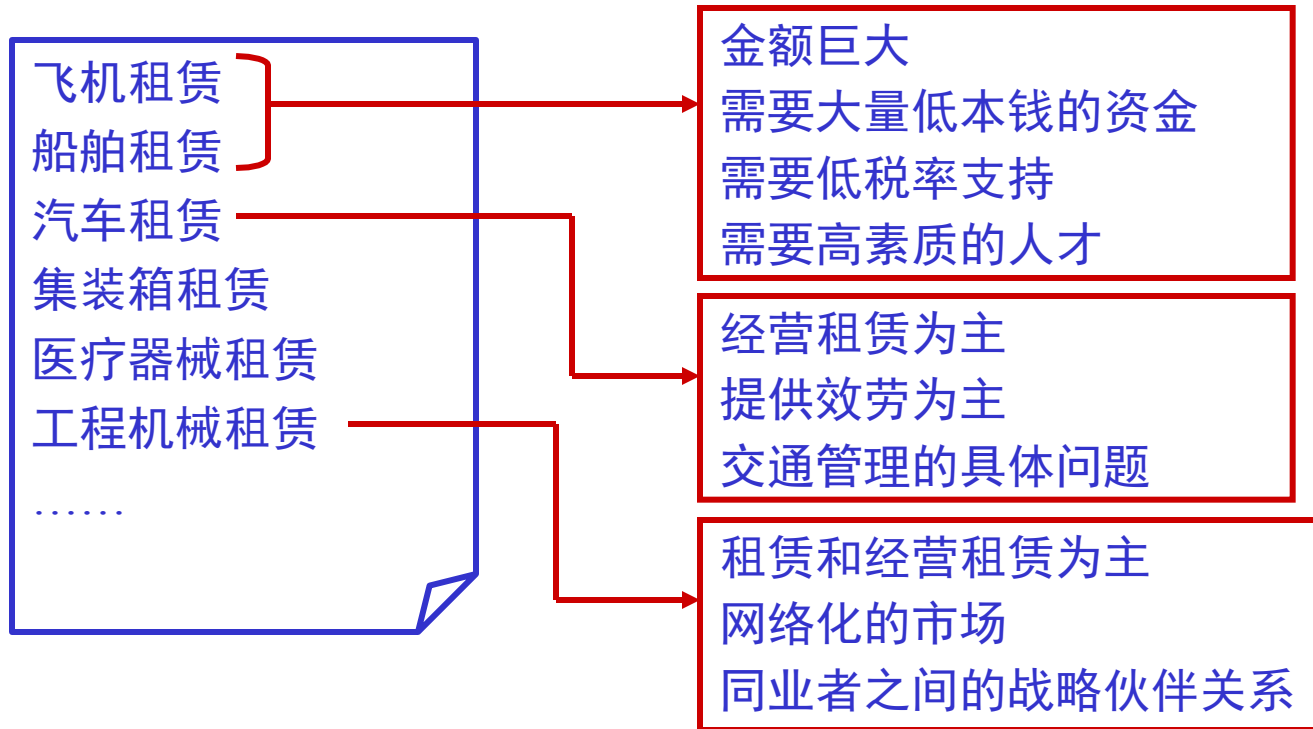 飞机租赁
船舶租赁
汽车租赁
集装箱租赁
医疗器械租赁
工程机械租赁
……
金额巨大
需要大量低本钱的资金
需要低税率支持
需要高素质的人才
经营租赁为主
提供效劳为主
交通管理的具体问题
租赁和经营租赁为主
网络化的市场
同业者之间的战略伙伴关系